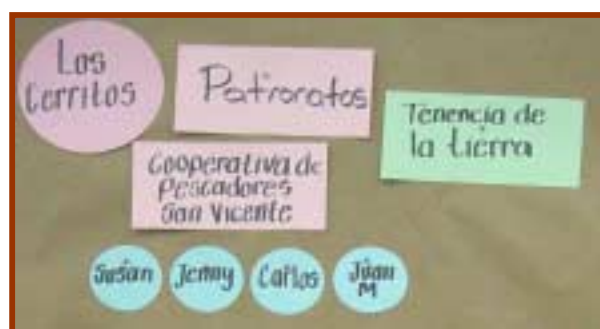 Los
Cerritos
Patronatos
Tenencia de
la tierra
Cooperativa de
Pescadores
San Vicente
Susan
Jenny
Carlos
Juan
M